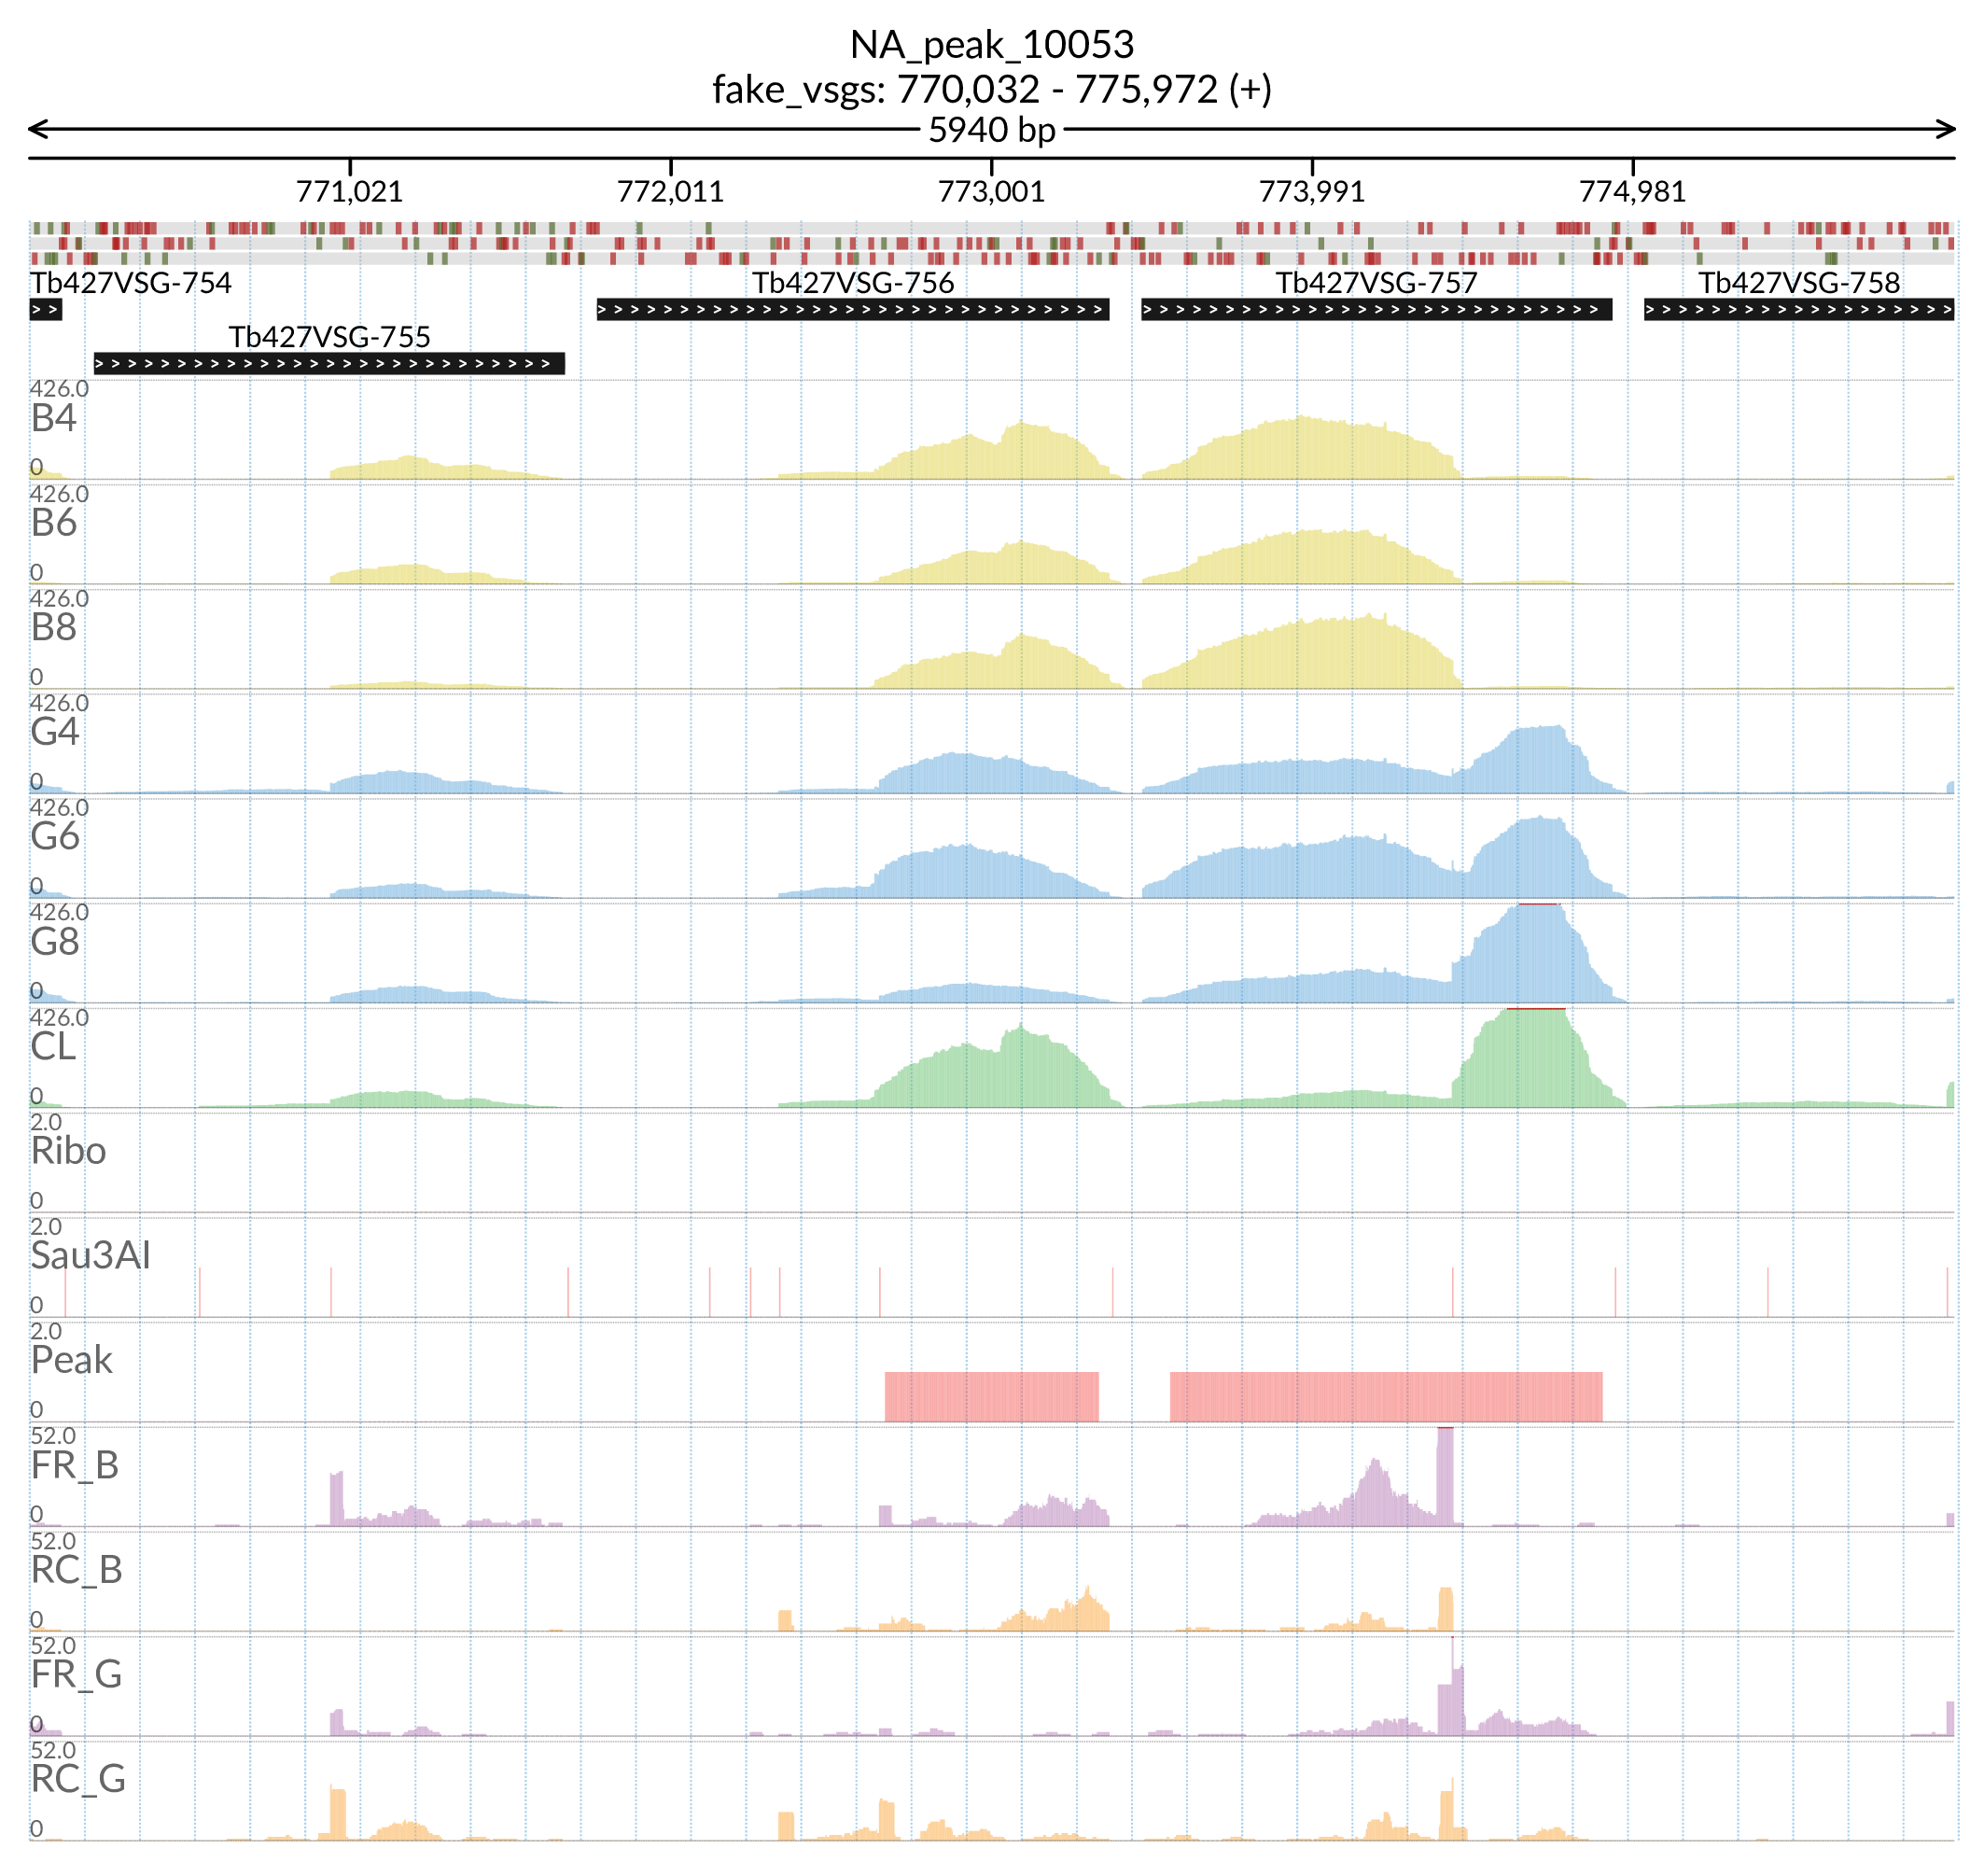 NA_peak_10053
fake_vsgs: 770,032 - 775,972 (+)
5940 bp
771,021 772,011 773,001 773,991 774,981
Tb427VSG-754 Tb427VSG-756 Tb427VSG-757 Tb427VSG-758
Tb427VSG-755
426.0
B4
0
426.0
B6
0
426.0
B8
0
426.0
G4
0
426.0
G6
0
426.0
G8
0
426.0
CL
0
2.0
Ribo
0
2.0
Sau3AI
0
2.0
Peak
0
52.0
FR_B
0
52.0
RC_B
0
52.0
FR_G
0
52.0
RC_G
0